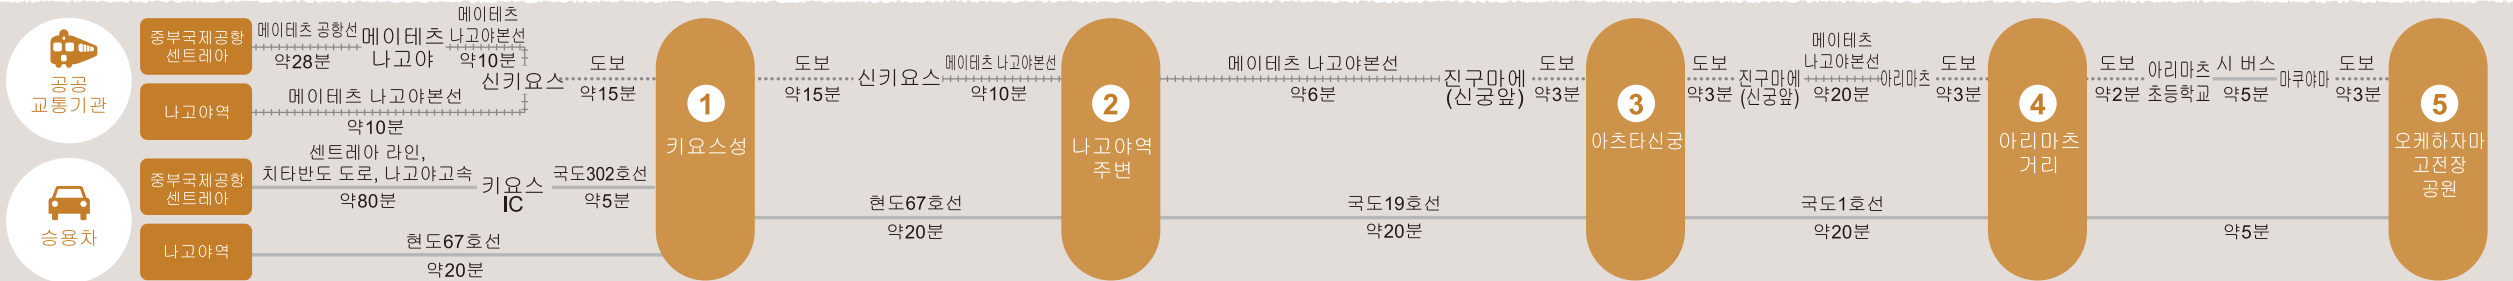 공공
교통기관
중부국제공항
센트레아
메이테츠 공항선
약28분
메이테츠
나고야
메이테츠
나고야본선
약10분
나고야역
메이테츠 나고야본선
약10분
신키요스
도보
약15분
승용차
중부국제공항
센트레아
센트레아 라인,
치타반도 도로, 나고야고속
약80분
키요스
IC
국도302호선
약5분
나고야역
현도67호선
약20분
1
키요스성
도보
약15분
신키요스
메이테츠 나고야본선
약10분
현도67호선
약20분
2
나고야역
주변
메이테츠 나고야본선
약6분
진구마에
(신궁앞)
도보
약3분
국도19호선
약20분
3
아츠타신궁
도보
약3분
진구마에
(신궁앞)
메이테츠
나고야본선
약20분
아리마츠
도보
약3분
국도1호선
약20분
4
아리마츠
거리
도보
약2분
아리마츠
초등학교
시 버스
약5분
마쿠야마
도보
약3분
약5분
5
오케하자마
고전장
공원